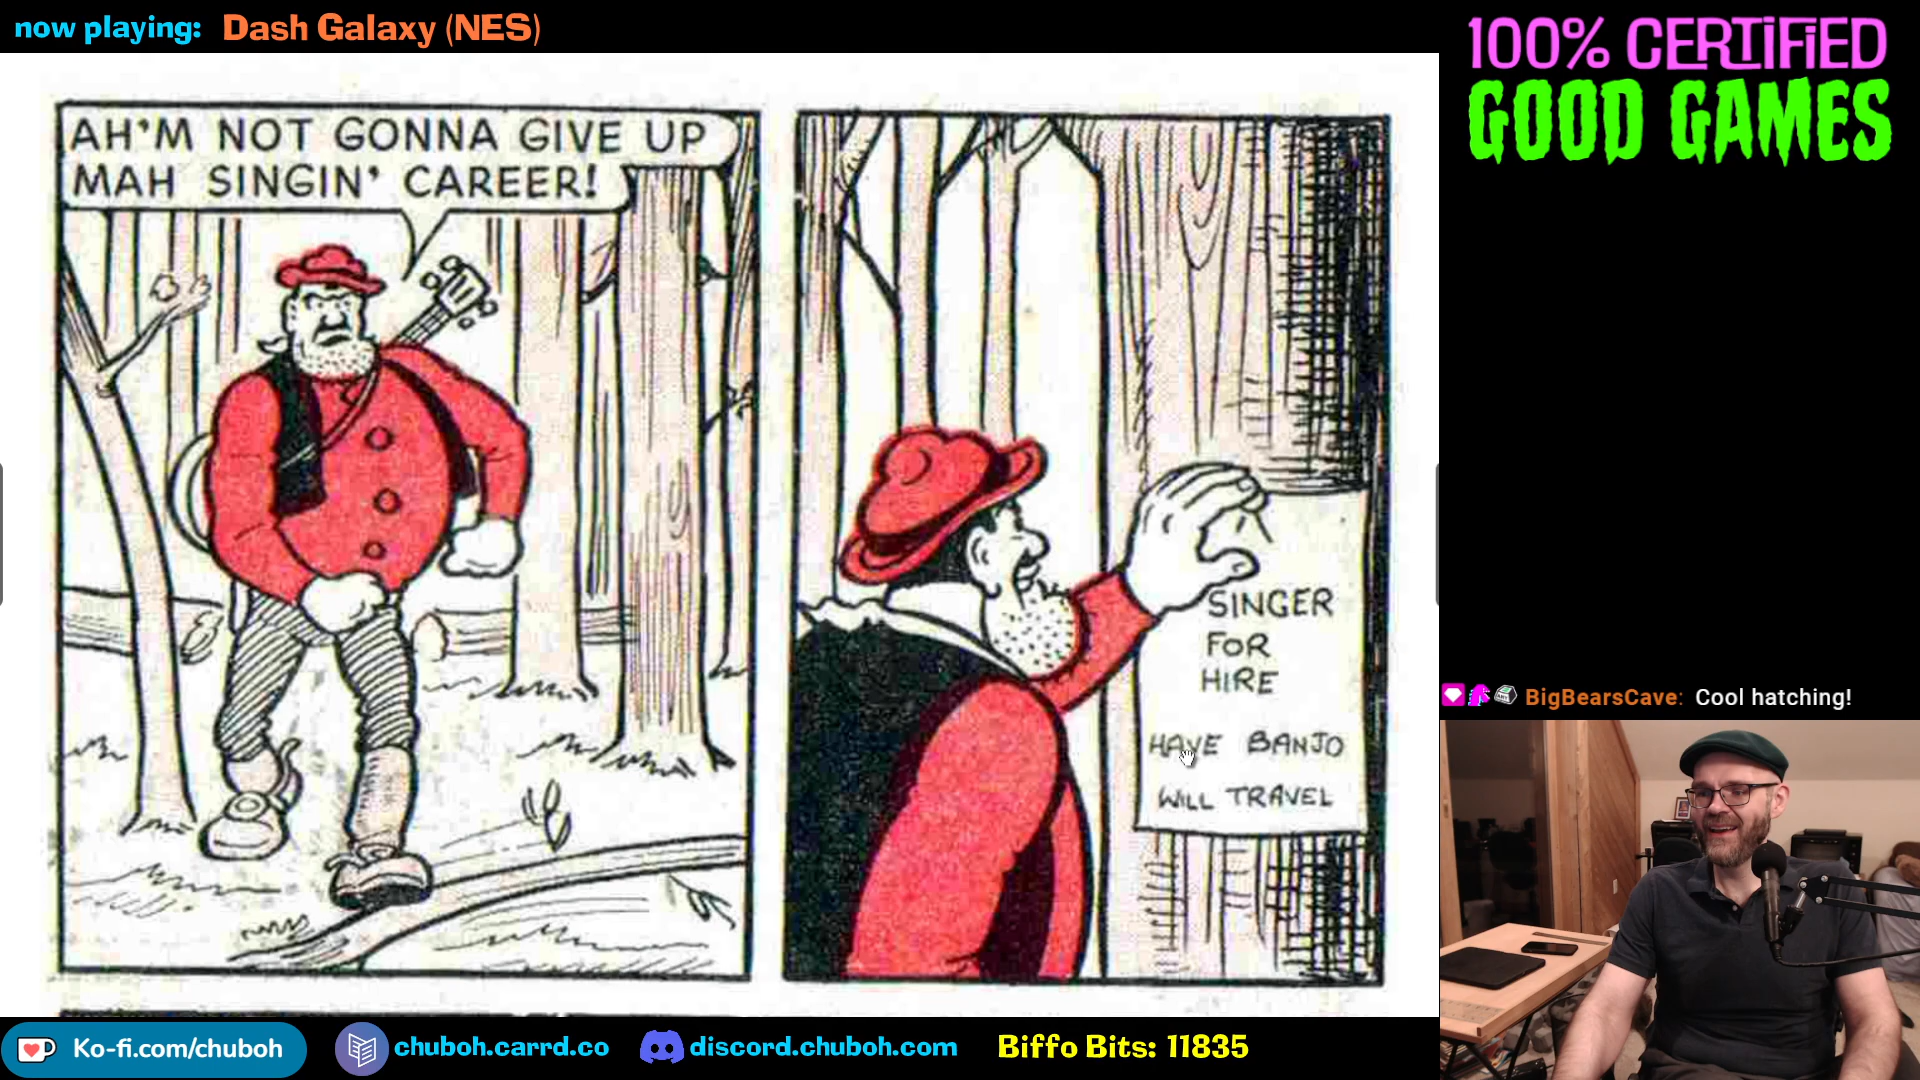 now playing: Dash Galaxy (NES)
100% CERTiFiED
GOOD GAMES
AH'M NOT GONNA GIVE UP
MAH SINGIN' CAREER!
SINGER
FOR
HIRE
HAVE BANJO
WILL TRAVEL
BigBearsCave: Cool hatching!
Ko-fi.com/chuboh
chuboh.carrd.co
discord.chuboh.com
Biffo Bits: 11835